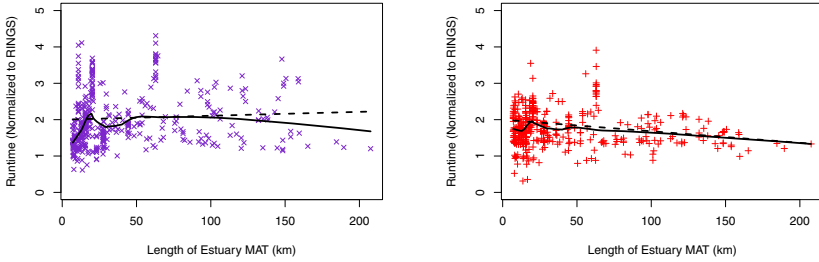 Runtime (Normalized to RINGS)
0 1 2 3 4 5
0 50 100 150 200
Length of Estuary MAT (km)
Runtime (Normalized to RINGS)
0 1 2 3 4 5
0 50 100 150 200
Length of Estuary MAT (km)